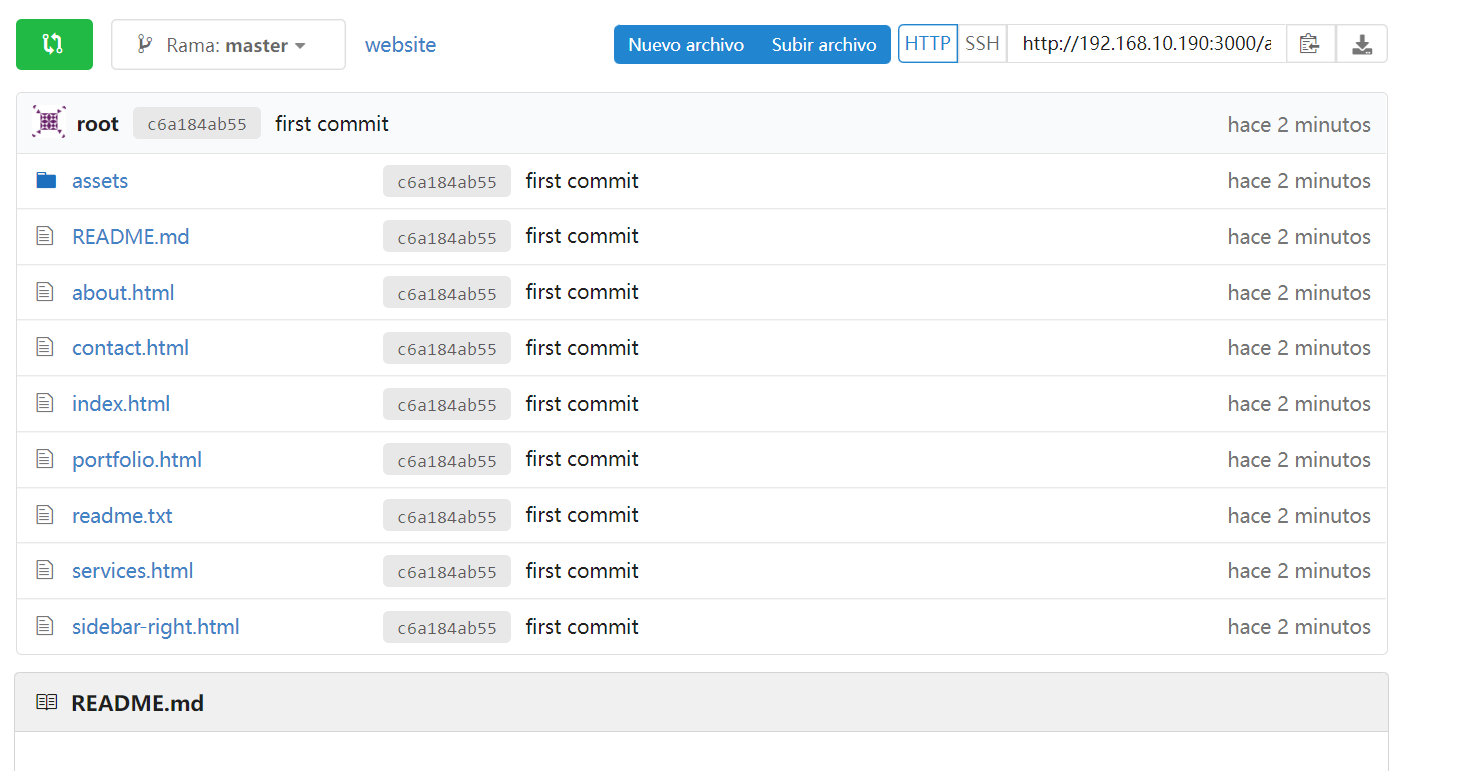 Rama: master website Nuevo archivo Subir archivo HTTP SSH http://192.168.10.190:3000/a
root c6a184ab55 first commit hace 2 minutos
assets c6a184ab55 first commit hace 2 minutos
README.md c6a184ab55 first commit hace 2 minutos
about.html c6a184ab55 first commit hace 2 minutos
contact.html c6a184ab55 first commit hace 2 minutos
index.html c6a184ab55 first commit hace 2 minutos
portfolio.html c6a184ab55 first commit hace 2 minutos
readme.txt c6a184ab55 first commit hace 2 minutos
services.html c6a184ab55 first commit hace 2 minutos
sidebar-right.html c6a184ab55 first commit hace 2 minutos
README.md